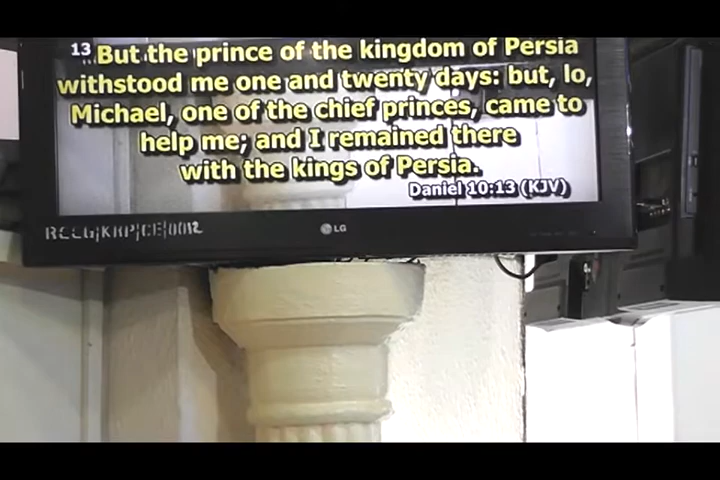 13 But the prince of the kingdom of Persia
withstood me one and twenty days: but, lo,
Michael, one of the chief princes, came to
help me; and I remained there
with the kings of Persia.
Daniel 10:13 (KJV)
LG